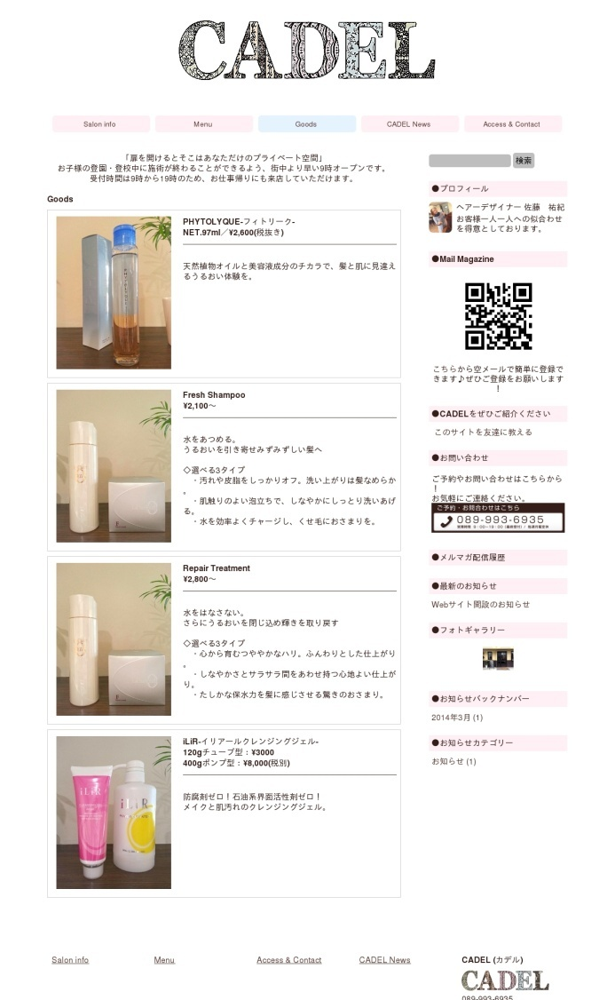 CADEL
Salon info
Menu
Goods
CADEL News
Access & Contact
「扉を開けるとそこはあなただけのプライベート空間」
お子様の登園・登校中に施術が終わることができるよう、街中より早い9時オープンです。
受付時間は9時から19時のため、お仕事帰りにも来店していただけます。
Goods
PHYTOLYQUE-フィトリーク-
NET.97ml／¥2,600(税抜き)
天然植物オイルと美容液成分のチカラで、髪と肌に見違え
るうるおい体験を。
Fresh Shampoo
¥2,100～
水をあつめる。
うるおいを引き寄せみずみずしい髪へ
◇選べる3タイプ
・汚れや皮脂をしっかりオフ。洗い上がりは髪なめらか
。
・肌触りのよい泡立ちで、しなやかにしっとり洗いあげ
る。
・水を効率よくチャージし、くせ毛におさまりを。
Repair Treatment
¥2,800～
水をはなさない。
さらにうるおいを閉じ込め輝きを取り戻す
◇選べる3タイプ
・心から育むつややかなハリ。ふんわりとした仕上がり
。
・しなやかさとサラサラ間をあわせ持つ心地よい仕上が
り。
・たしかな保水力を髪に感じさせる驚きのおさまり。
iLiR-イリアールクレンジングジェル-
120gチューブ型：¥3000
400gポンプ型：¥8,000(税別)
iLiR
iLiR
防腐剤ゼロ！石油系界面活性剤ゼロ！
メイクと肌汚れのクレンジングジェル。
検索
●プロフィール
ヘアーデザイナー 佐藤　祐紀
お客様一人一人への似合わせ
を得意としております。
●Mail Magazine
こちらから空メールで簡単に登録で
きます♪ぜひご登録をお願いします
！
●CADELをぜひご紹介ください
このサイトを友達に教える
●お問い合わせ
ご予約やお問い合わせはこちらから
！
お気軽にご連絡ください。
ご予約・お問合わせはこちら
089-993-6935
●メルマガ配信履歴
●最新のお知らせ
Webサイト開設のお知らせ
●フォトギャラリー
●お知らせバックナンバー
2014年3月 (1)
●お知らせカテゴリー
お知らせ (1)
Salon info
Menu
Access & Contact
CADEL News
CADEL (カデル)
CADEL
089-993-6935